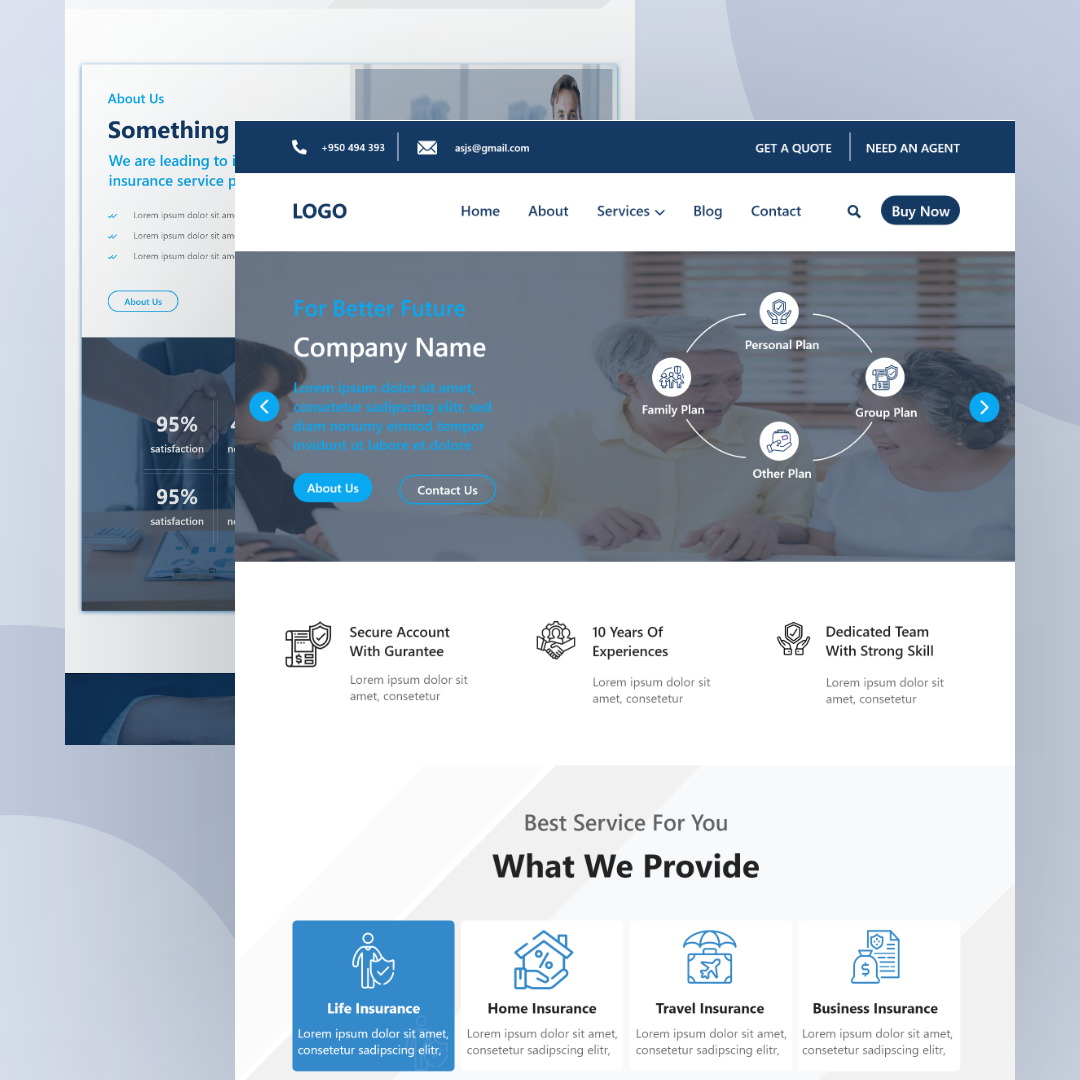 About Us
Something
We are leading to i
insurance service p
Lorem ipsum dolor sit am
Lorem ipsum dolor sit am
Lorem ipsum dolor sit am
About Us
95%
satisfaction
95%
satisfaction
+950 494 393
asjs@gmail.com
GET A QUOTE
NEED AN AGENT
LOGO
Home
About
Services
Blog
Contact
Buy Now
For Better Future
Company Name
Lorem ipsum dolor sit amet,
consetetur sadipscing elitr, sed
diam nonumy eirmod tempor
invidunt ut labore et dolore
About Us
Contact Us
Personal Plan
Family Plan
Group Plan
Other Plan
Secure Account
With Gurantee
Lorem ipsum dolor sit
amet, consetetur
10 Years Of
Experiences
Lorem ipsum dolor sit
amet, consetetur
Dedicated Team
With Strong Skill
Lorem ipsum dolor sit
amet, consetetur
Best Service For You
What We Provide
Life Insurance
Lorem ipsum dolor sit amet,
consetetur sadipscing elitr,
Home Insurance
Lorem ipsum dolor sit amet,
consetetur sadipscing elitr,
Travel Insurance
Lorem ipsum dolor sit amet,
consetetur sadipscing elitr,
Business Insurance
Lorem ipsum dolor sit amet,
consetetur sadipscing elitr,